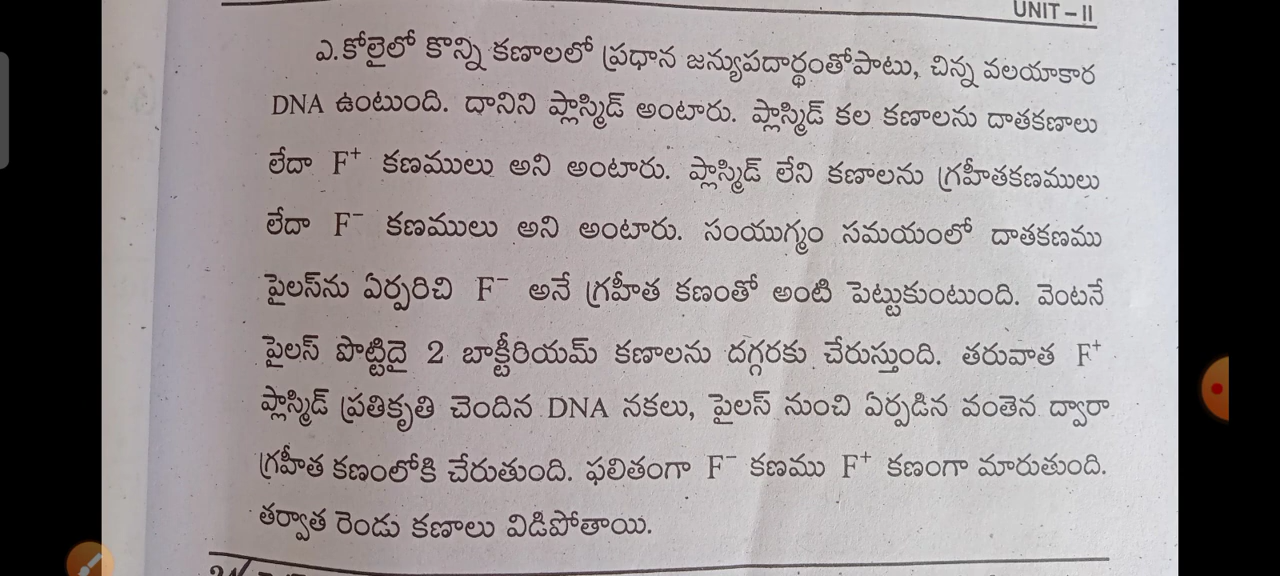 UNIT – II
ఎ.కోలైలో కొన్ని కణాలలో ప్రధాన జన్యుపదార్థంతోపాటు, చిన్న వలయాకార
DNA ఉంటుంది. దానిని ప్లాస్మిడ్ అంటారు. ప్లాస్మిడ్ కల కణాలను దాతకణాలు
లేదా F⁺ కణములు అని అంటారు. ప్లాస్మిడ్ లేని కణాలను గ్రహీతకణములు
లేదా F⁻ కణములు అని అంటారు. సంయుగ్మం సమయంలో దాతకణము
పైలస్‌ను ఏర్పరిచి F⁻ అనే గ్రహీత కణంతో అంటి పెట్టుకుంటుంది. వెంటనే
పైలస్ పొట్టిదై 2 బాక్టీరియమ్ కణాలను దగ్గరకు చేరుస్తుంది. తరువాత F⁺
ప్లాస్మిడ్ ప్రతికృతి చెందిన DNA నకలు, పైలస్ నుంచి ఏర్పడిన వంతెన ద్వారా
గ్రహీత కణంలోకి చేరుతుంది. ఫలితంగా F⁻ కణము F⁺ కణంగా మారుతుంది.
తర్వాత రెండు కణాలు విడిపోతాయి.